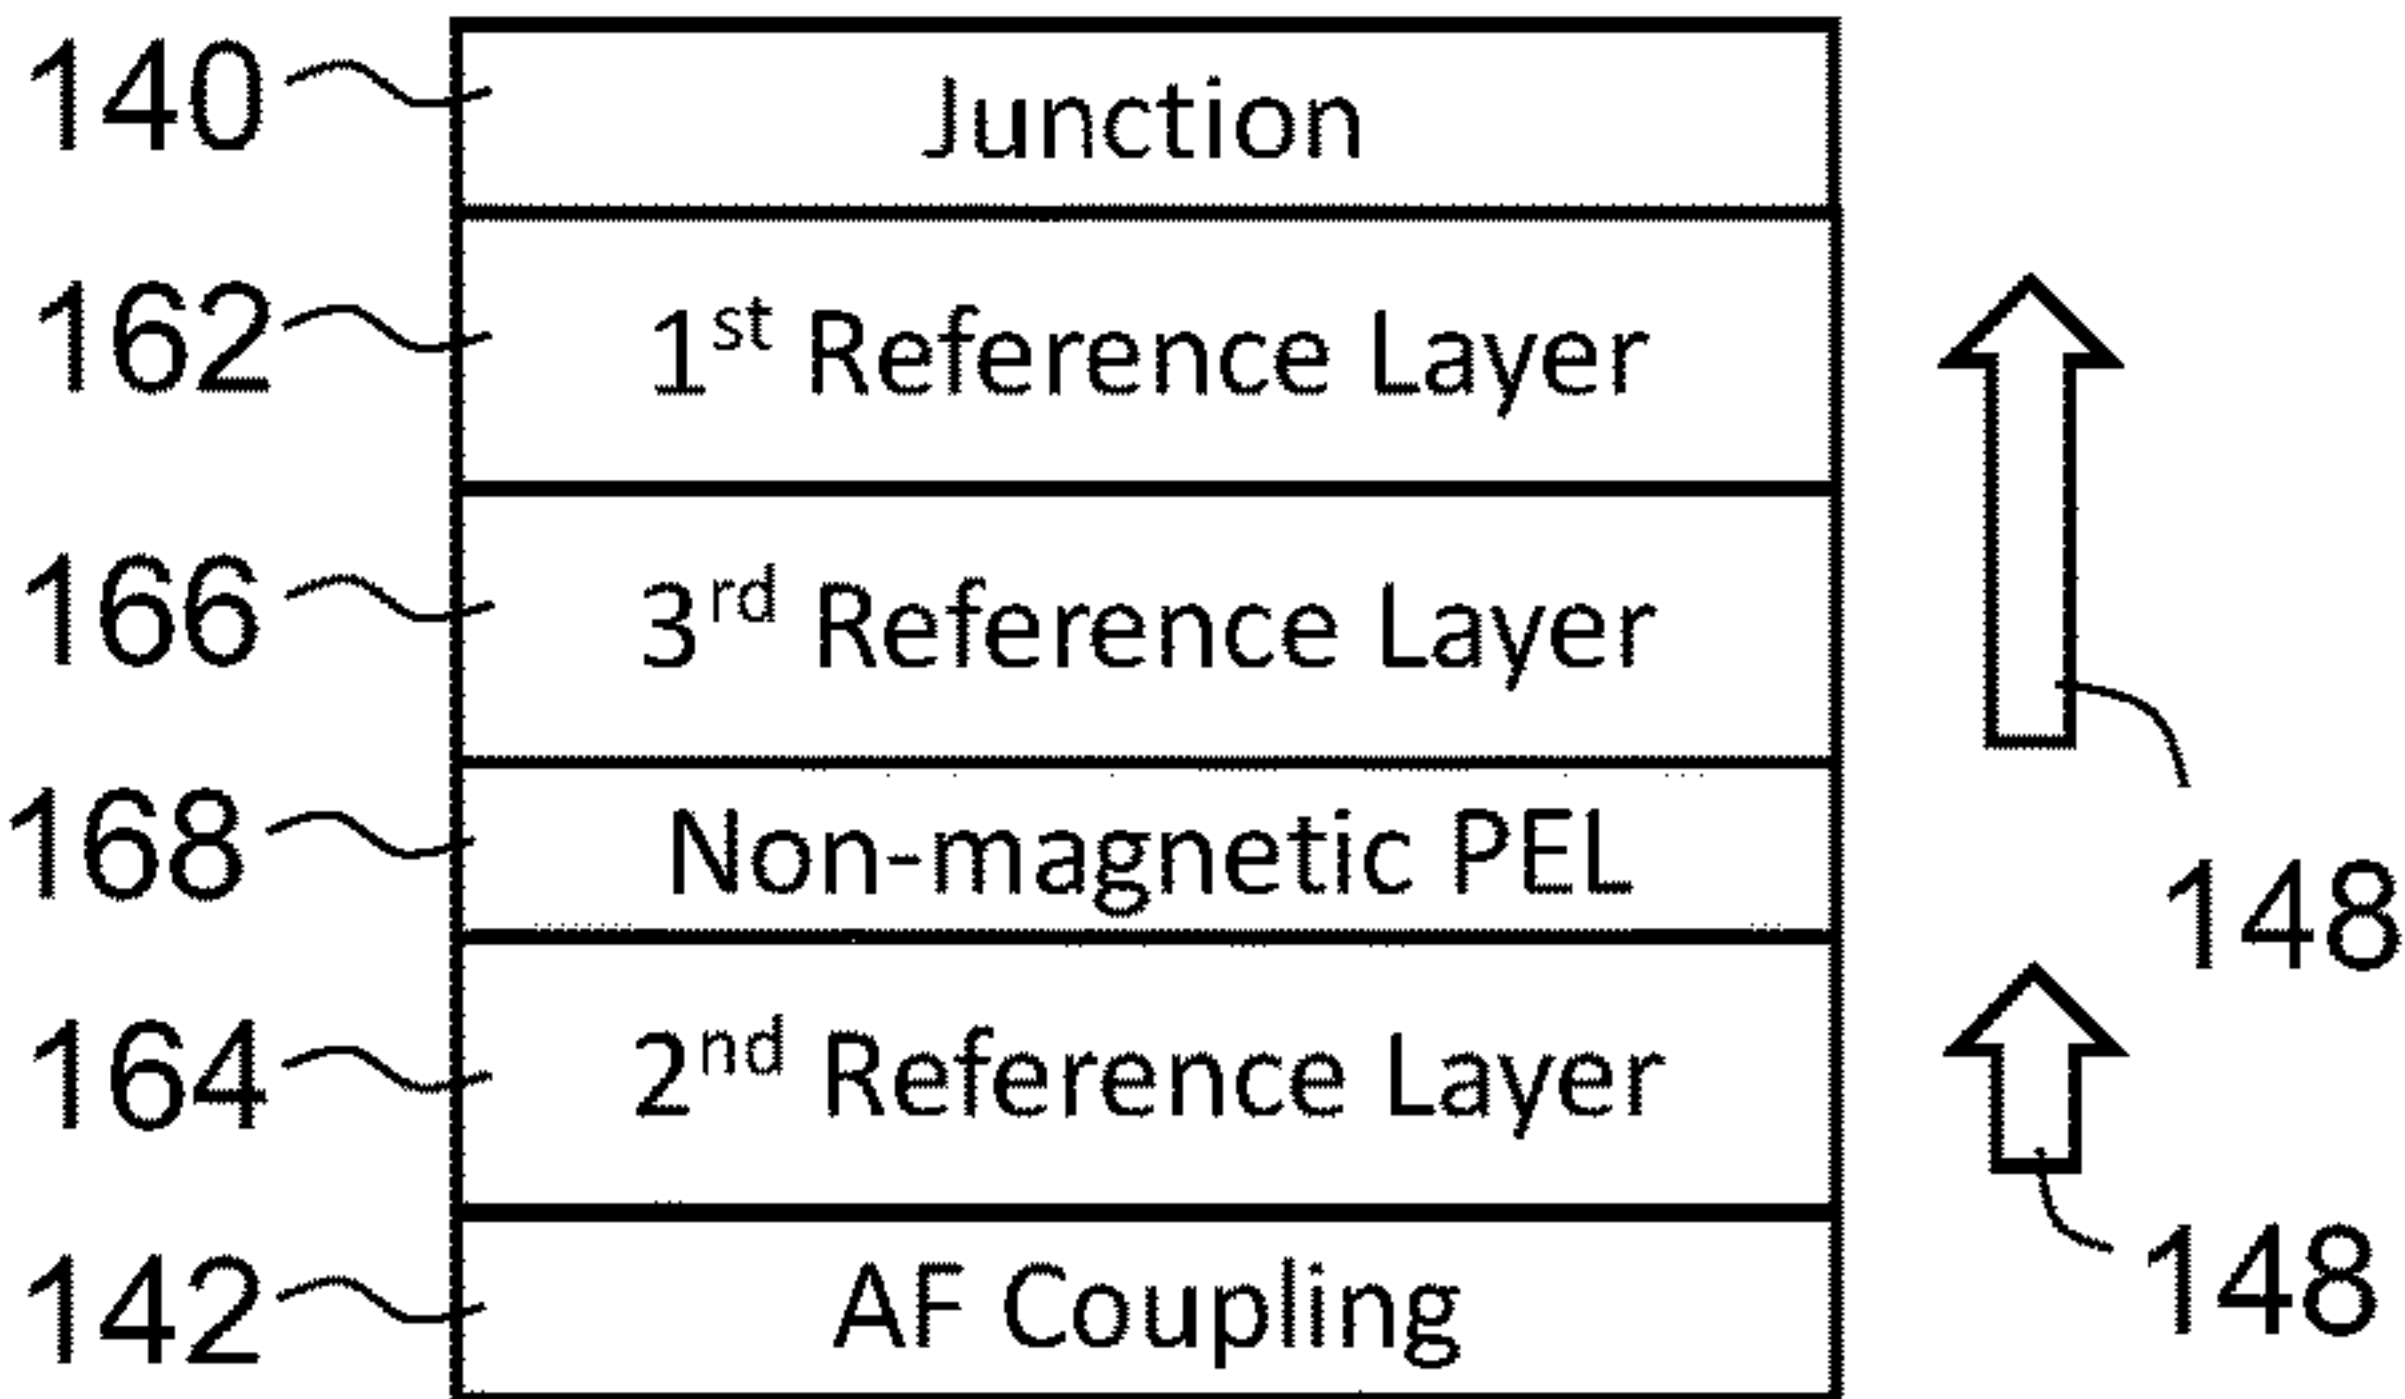 140 Junction
162 1st Reference Layer
166 3rd Reference Layer
168 Non-magnetic PEL
148
164 2nd Reference Layer
142 AF Coupling
148